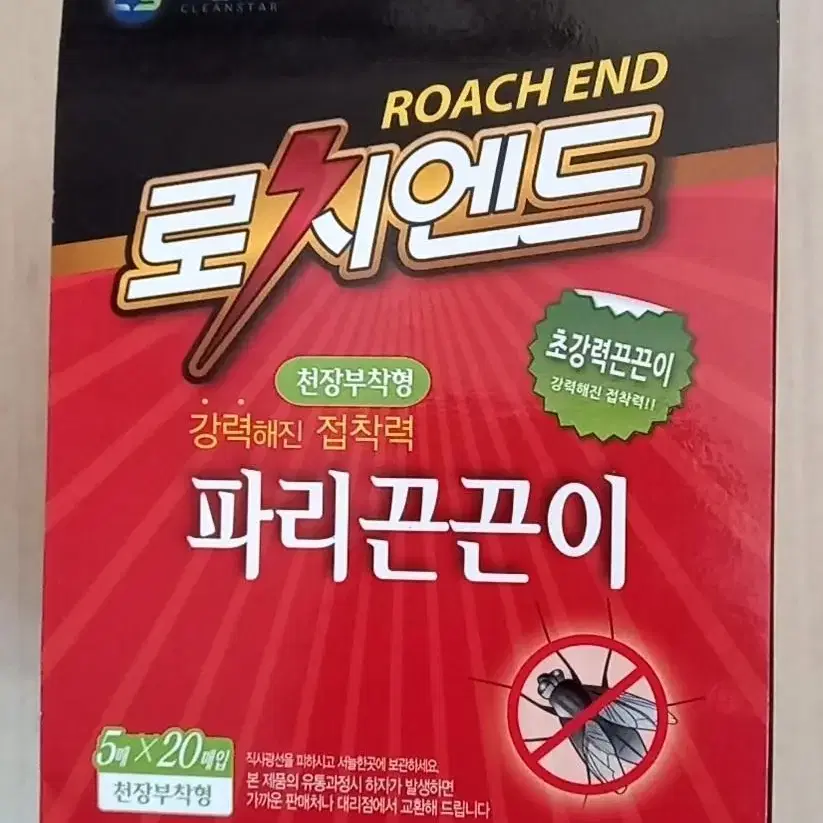 CLEANSTAR
ROACH END
로치엔드
초강력끈끈이
강력해진 접착력!!
천장부착형
강력해진 접착력
파리끈끈이
5매×20매입
천장부착형
직사광선을 피하시고 서늘한곳에 보관하세요.
본 제품의 유통과정시 하자가 발생하면
가까운 판매처나 대리점에서 교환해 드립니다